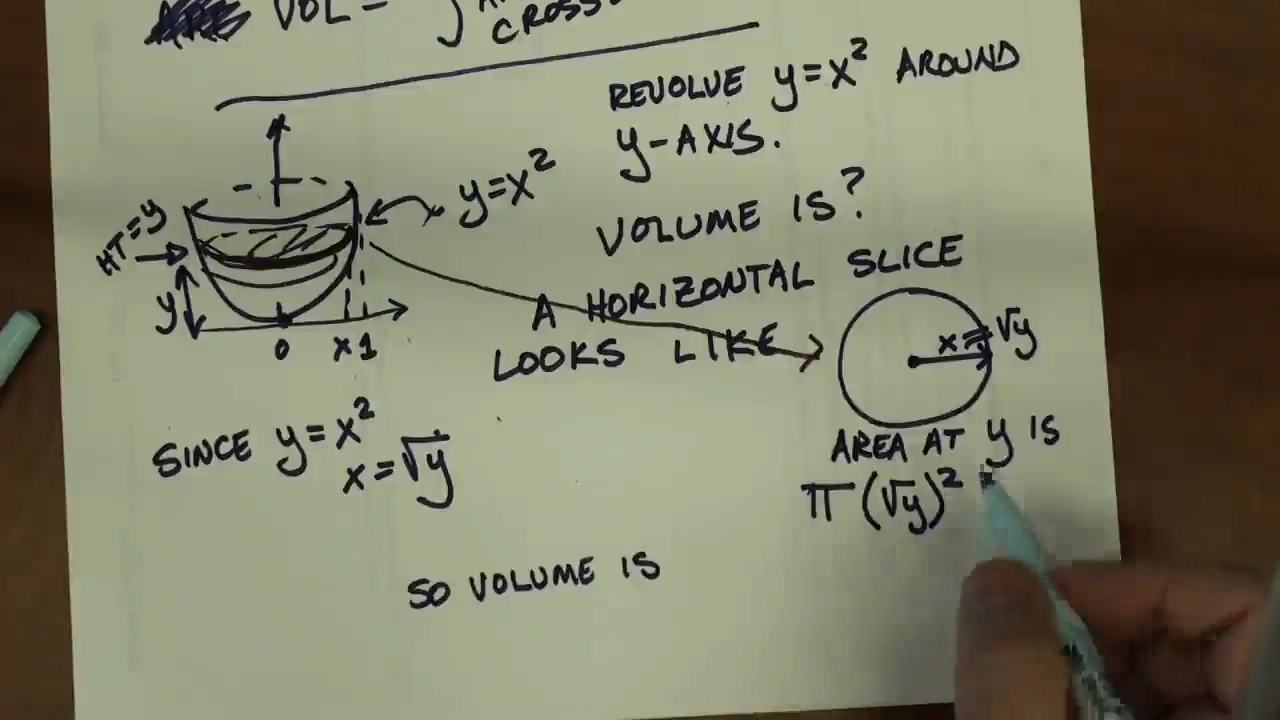 VOL = ∫
CROSS
REVOLVE y=x² AROUND
y-AXIS.
y=x²
VOLUME IS?
HT=y
y
0 x 1
A HORIZONTAL SLICE
LOOKS LIKE
x=√y
SINCE y=x²
x=√y
AREA AT y IS
π(√y)²
SO VOLUME IS